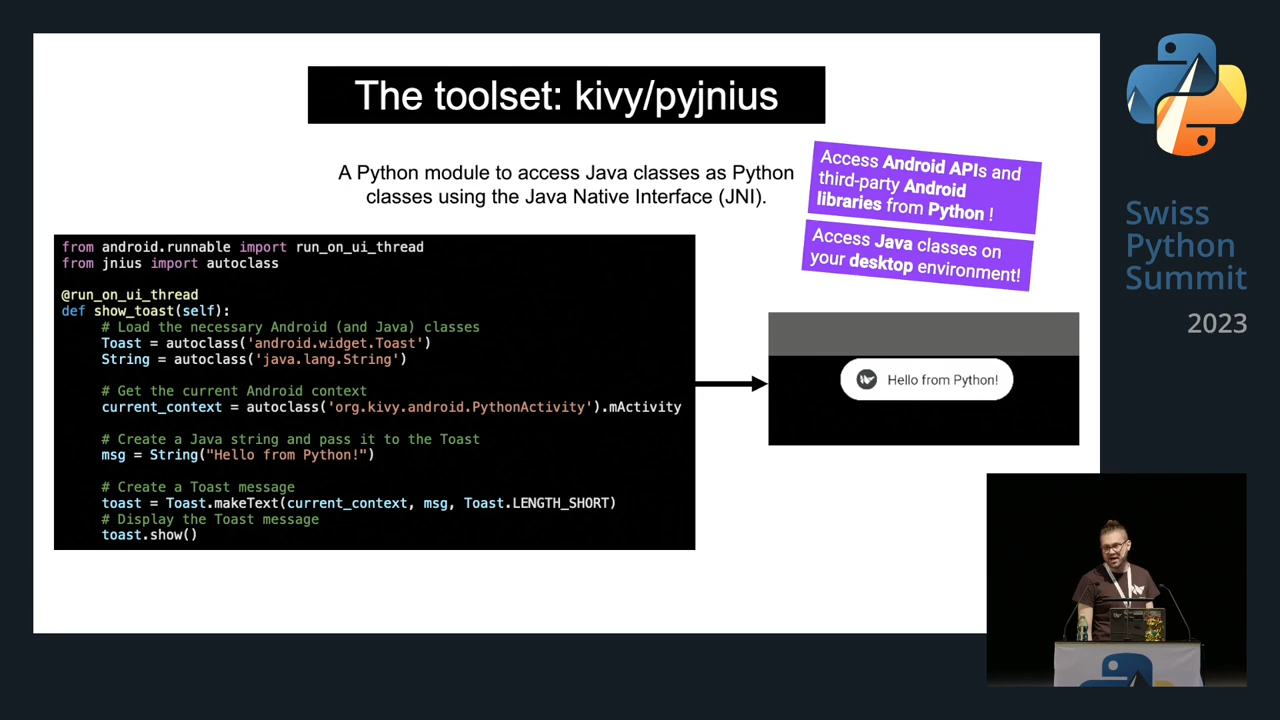 The toolset: kivy/pyjnius
A Python module to access Java classes as Python
classes using the Java Native Interface (JNI).
Access Android APIs and
third-party Android
libraries from Python !
Access Java classes on
your desktop environment!
from android.runnable import run_on_ui_thread
from jnius import autoclass
@run_on_ui_thread
def show_toast(self):
# Load the necessary Android (and Java) classes
Toast = autoclass('android.widget.Toast')
String = autoclass('java.lang.String')
# Get the current Android context
current_context = autoclass('org.kivy.android.PythonActivity').mActivity
# Create a Java string and pass it to the Toast
msg = String("Hello from Python!")
# Create a Toast message
toast = Toast.makeText(current_context, msg, Toast.LENGTH_SHORT)
# Display the Toast message
toast.show()
Hello from Python!
Swiss
Python
Summit
2023